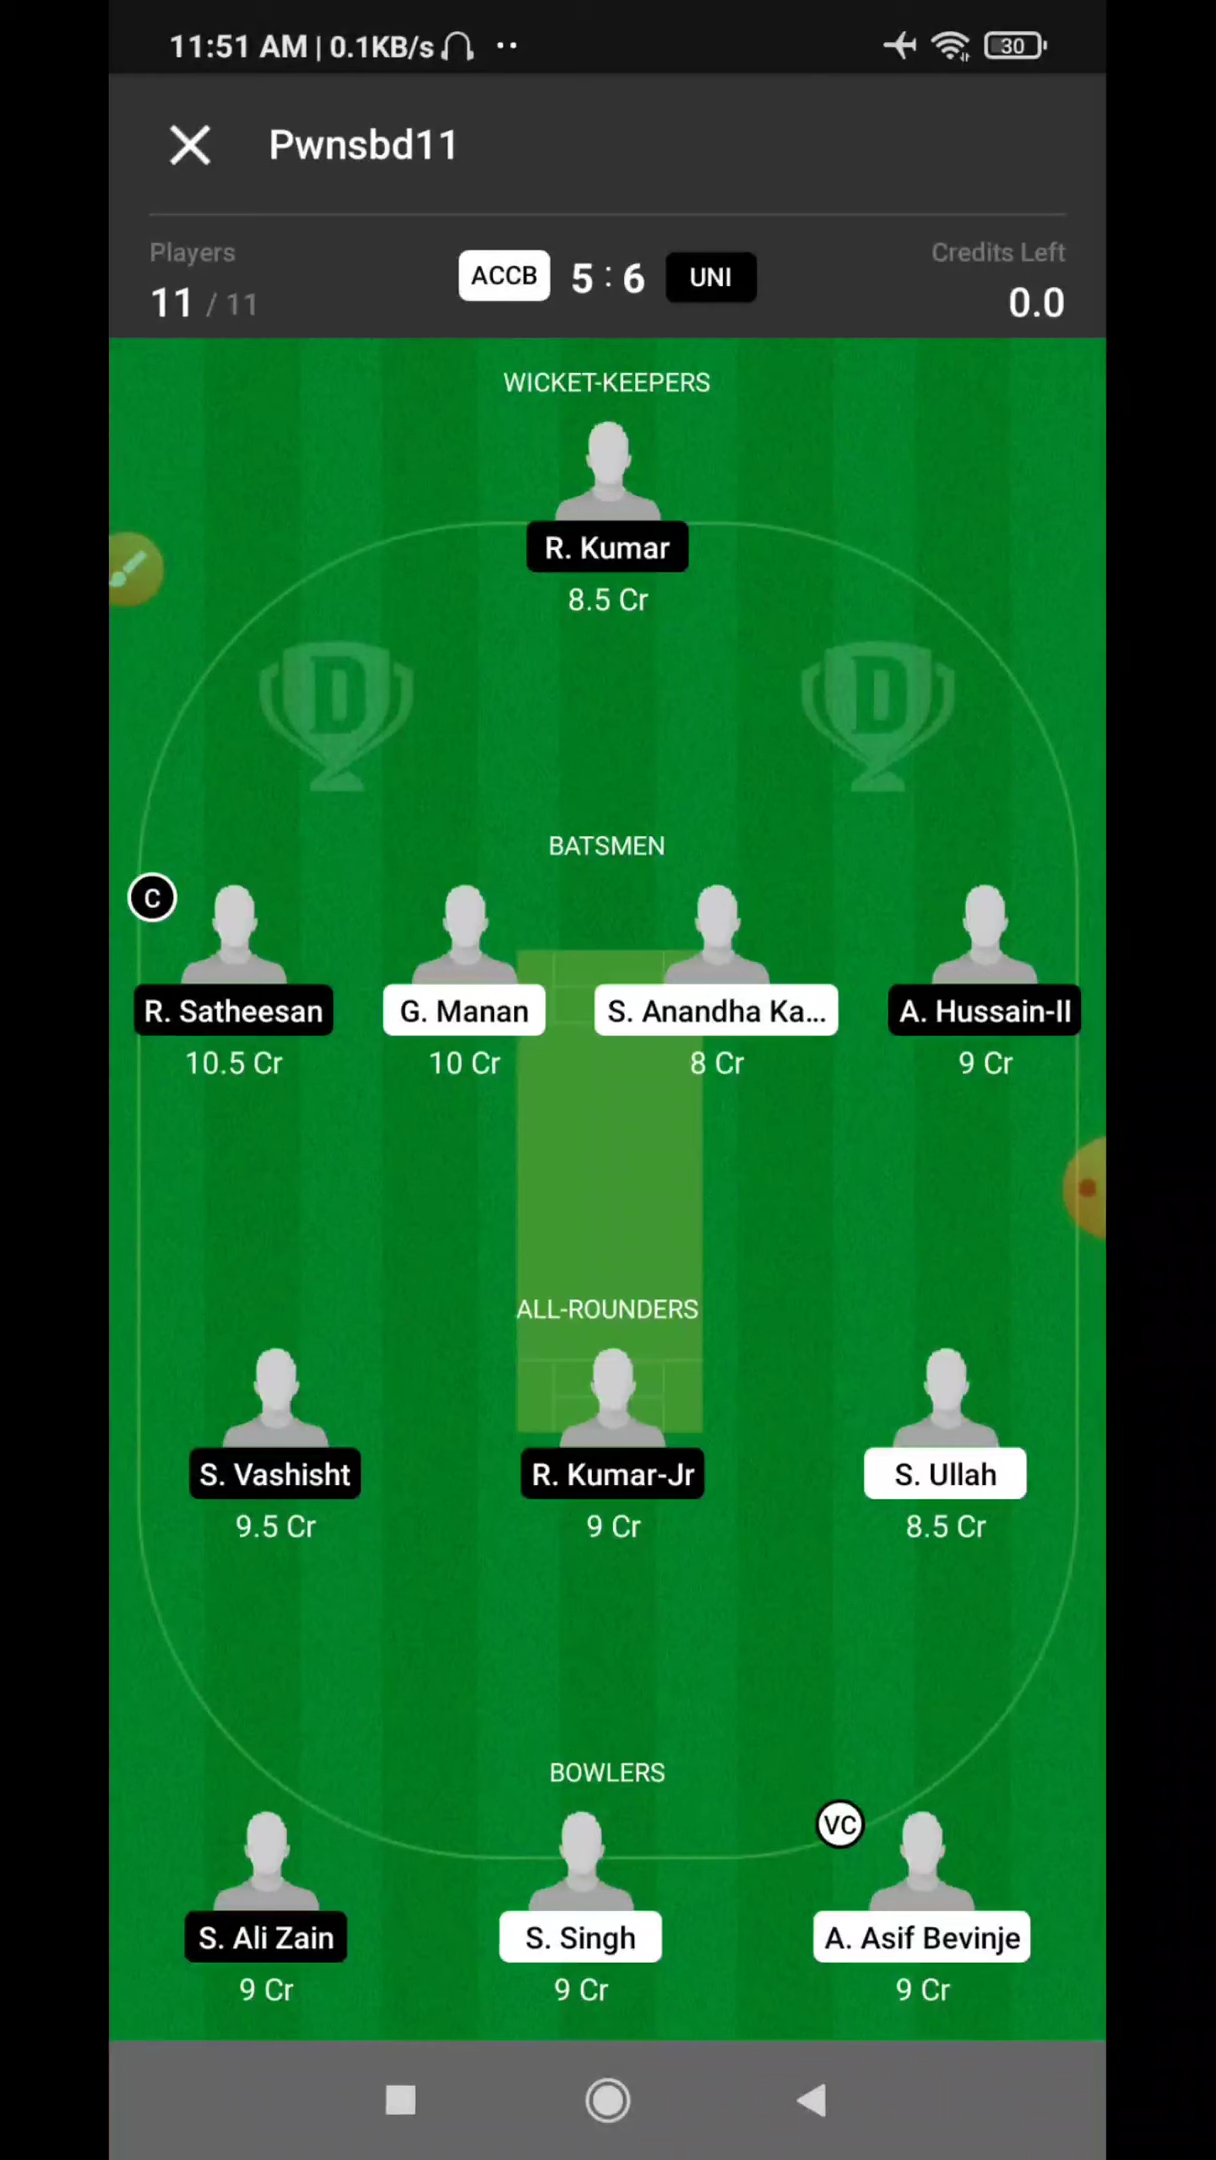 11:51 AM | 0.1KB/s 30
Pwnsbd11
Players Credits Left
11 / 11 ACCB 5 : 6 UNI 0.0
WICKET-KEEPERS
D D
R. Kumar
8.5 Cr
BATSMEN
C
R. Satheesan G. Manan S. Anandha Ka... A. Hussain-II
10.5 Cr 10 Cr 8 Cr 9 Cr
ALL-ROUNDERS
S. Vashisht R. Kumar-Jr S. Ullah
9.5 Cr 9 Cr 8.5 Cr
BOWLERS
VC
S. Ali Zain S. Singh A. Asif Bevinje
9 Cr 9 Cr 9 Cr